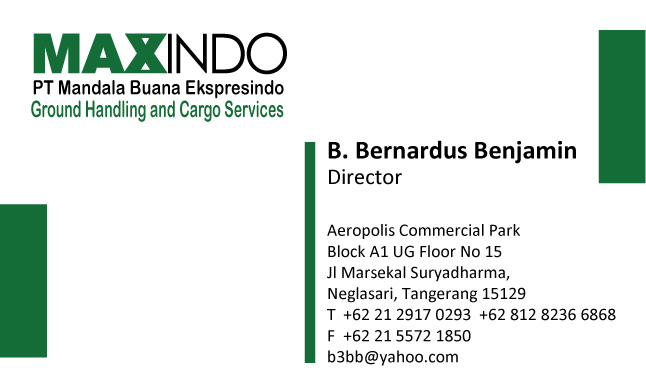 MAXINDO
PT Mandala Buana Ekspresindo
Ground Handling and Cargo Services
B. Bernardus Benjamin
Director
Aeropolis Commercial Park
Block A1 UG Floor No 15
Jl Marsekal Suryadharma,
Neglasari, Tangerang 15129
T  +62 21 2917 0293  +62 812 8236 6868
F  +62 21 5572 1850
b3bb@yahoo.com